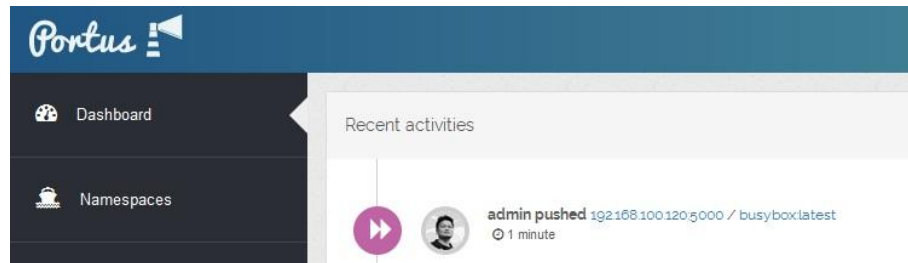 Portus
Dashboard
Recent activities
Namespaces
admin pushed 192.168.100.120:5000 / busybox:latest
1 minute